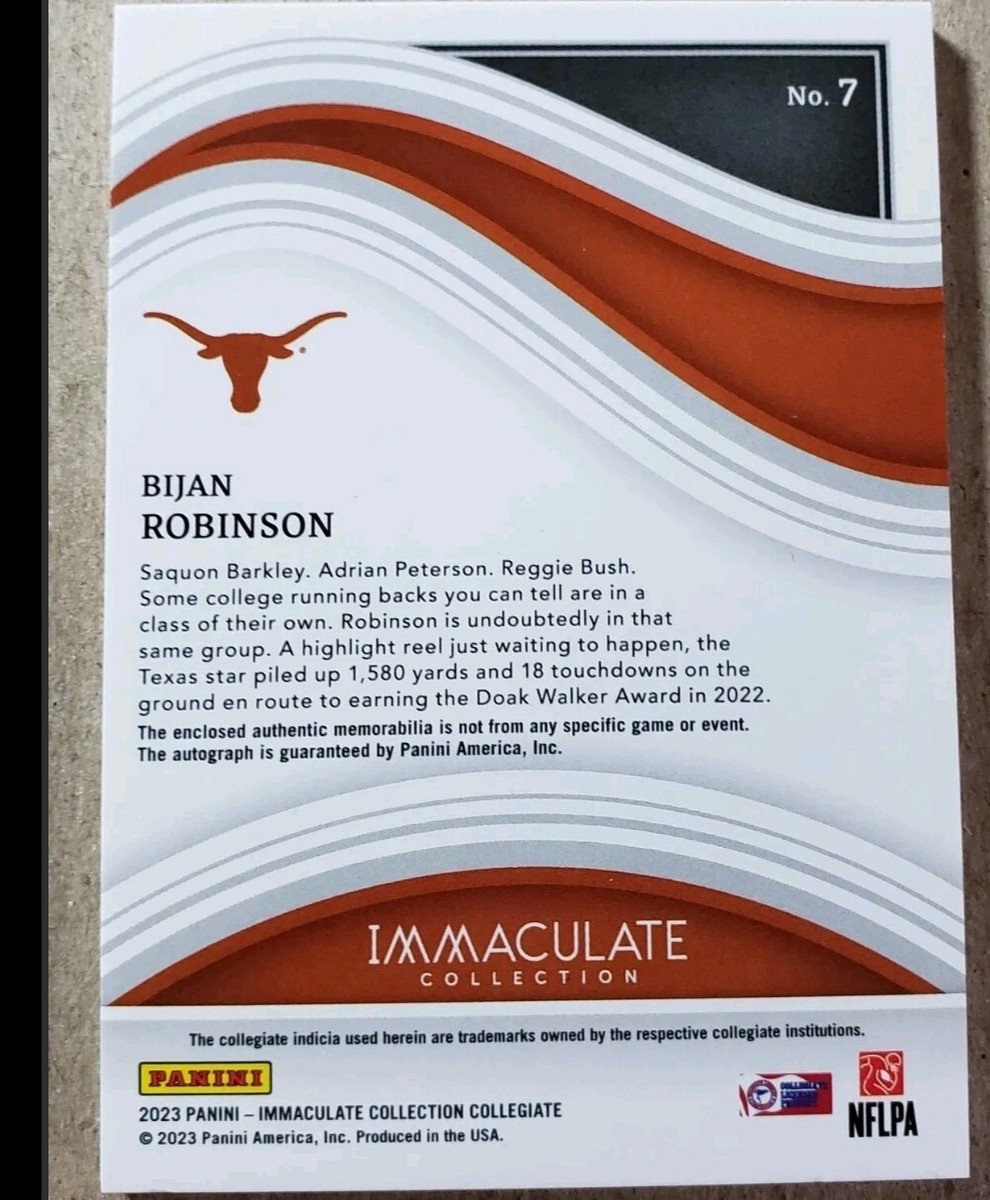 No. 7
BIJAN
ROBINSON
Saquon Barkley. Adrian Peterson. Reggie Bush.
Some college running backs you can tell are in a
class of their own. Robinson is undoubtedly in that
same group. A highlight reel just waiting to happen, the
Texas star piled up 1,580 yards and 18 touchdowns on the
ground en route to earning the Doak Walker Award in 2022.
The enclosed authentic memorabilia is not from any specific game or event.
The autograph is guaranteed by Panini America, Inc.
IMMACULATE
COLLECTION
The collegiate indicia used herein are trademarks owned by the respective collegiate institutions.
PANINI
2023 PANINI – IMMACULATE COLLECTION COLLEGIATE
© 2023 Panini America, Inc. Produced in the USA.
COLLEGIATE
LICENSED
PRODUCT
NFLPA